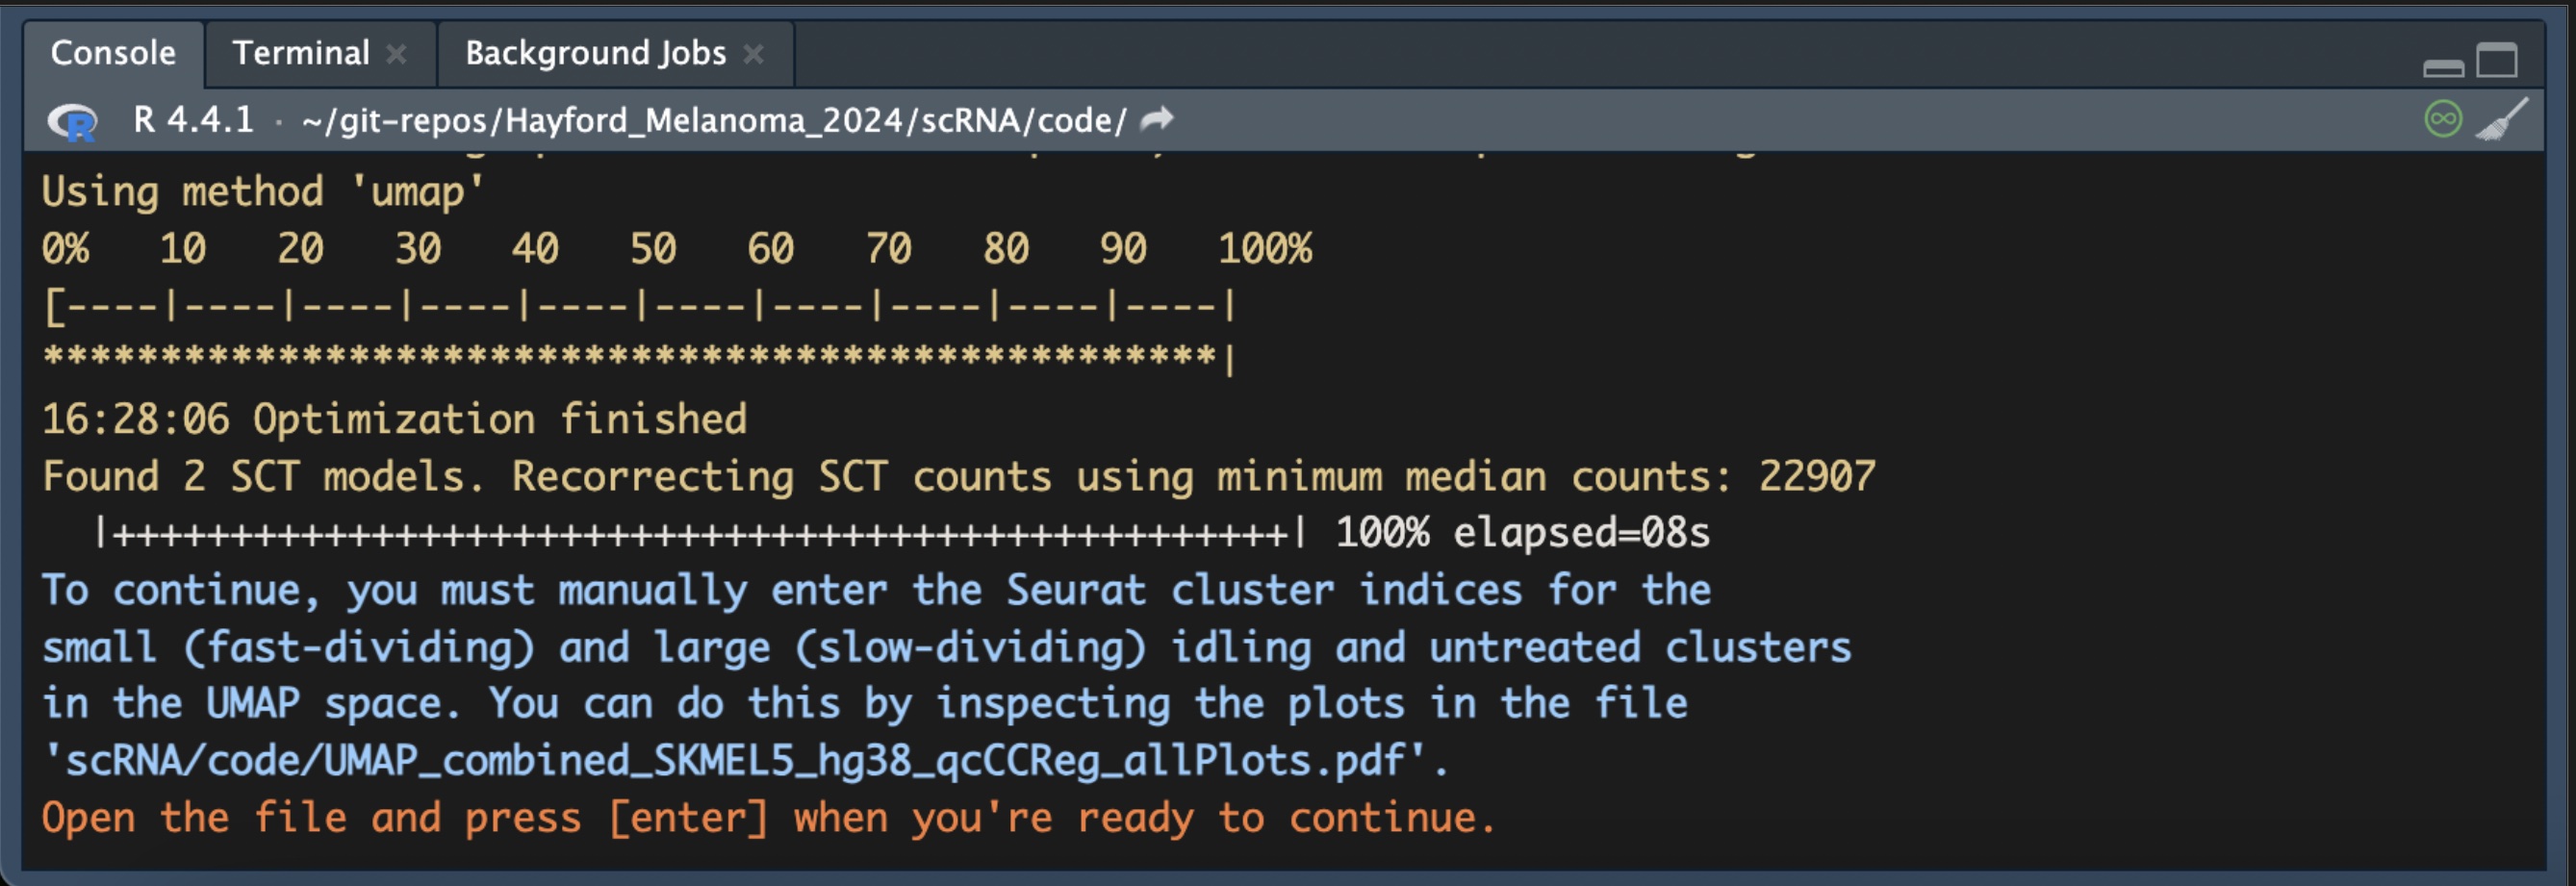 Console Terminal × Background Jobs ×
R R 4.4.1 · ~/git-repos/Hayford_Melanoma_2024/scRNA/code/
Using method 'umap'
0%   10   20   30   40   50   60   70   80   90   100%
[----|----|----|----|----|----|----|----|----|----|
**************************************************|
16:28:06 Optimization finished
Found 2 SCT models. Recorrecting SCT counts using minimum median counts: 22907
|++++++++++++++++++++++++++++++++++++++++++++++++++| 100% elapsed=08s
To continue, you must manually enter the Seurat cluster indices for the
small (fast-dividing) and large (slow-dividing) idling and untreated clusters
in the UMAP space. You can do this by inspecting the plots in the file
'scRNA/code/UMAP_combined_SKMEL5_hg38_qcCCReg_allPlots.pdf'.
Open the file and press [enter] when you're ready to continue.